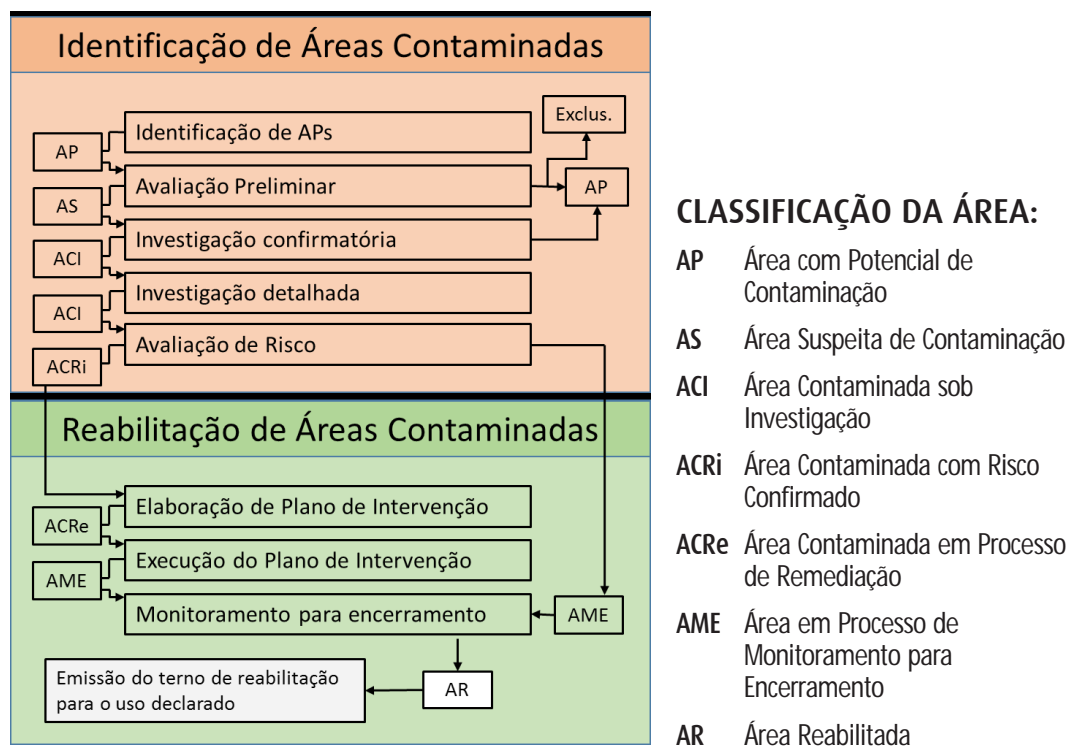 Identificação de Áreas Contaminadas
Exclus.
Identificação de APs
AP
Avaliação Preliminar
AP
AS
Investigação confirmatória
ACI
Investigação detalhada
ACI
Avaliação de Risco
ACRi
Reabilitação de Áreas Contaminadas
Elaboração de Plano de Intervenção
ACRe
Execução do Plano de Intervenção
AME
Monitoramento para encerramento
AME
Emissão do terno de reabilitação
para o uso declarado
AR
CLASSIFICAÇÃO DA ÁREA:
AP Área com Potencial de
Contaminação
AS Área Suspeita de Contaminação
ACI Área Contaminada sob
Investigação
ACRi Área Contaminada com Risco
Confirmado
ACRe Área Contaminada em Processo
de Remediação
AME Área em Processo de
Monitoramento para
Encerramento
AR Área Reabilitada